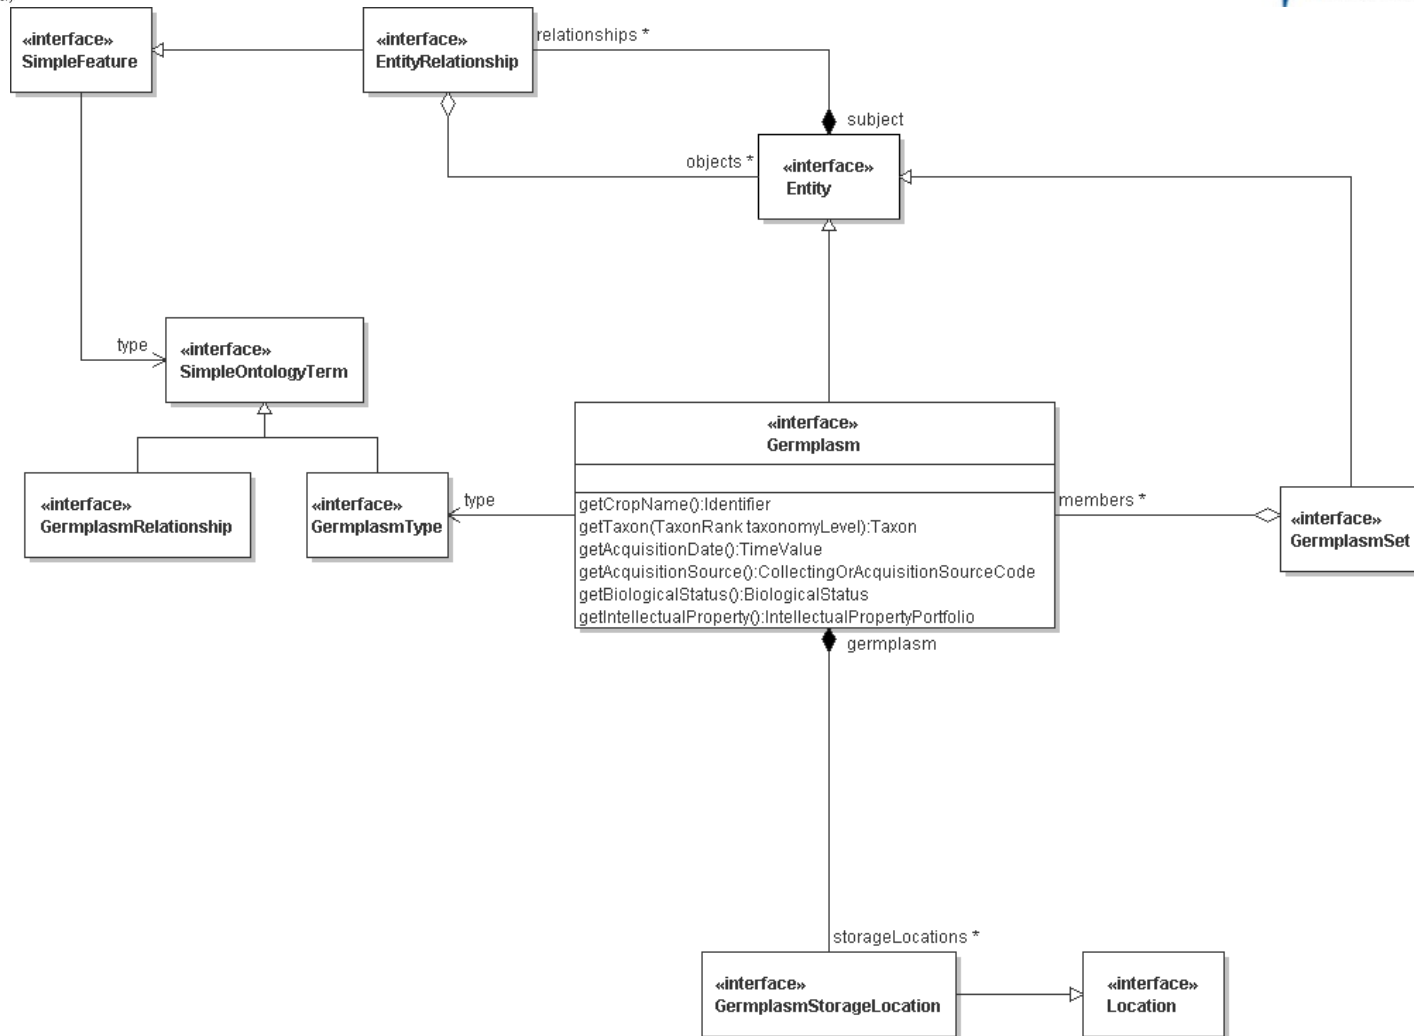 «interface»
SimpleFeature
«interface»
EntityRelationship
relationships *
subject
objects *
«interface»
Entity
type
«interface»
SimpleOntologyTerm
«interface»
GermplasmRelationship
«interface»
GermplasmType
type
«interface»
Germplasm
getCropName():Identifier
getTaxon(TaxonRank taxonomyLevel):Taxon
getAcquisitionDate():TimeValue
getAcquisitionSource():CollectingOrAcquisitionSourceCode
getBiologicalStatus():BiologicalStatus
getIntellectualProperty():IntellectualPropertyPortfolio
members *
«interface»
GermplasmSet
germplasm
storageLocations *
«interface»
GermplasmStorageLocation
«interface»
Location